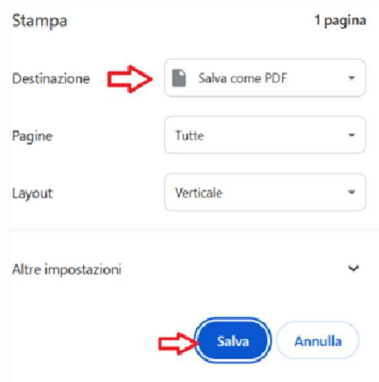 Stampa 1 pagina
Destinazione Salva come PDF
Pagine Tutte
Layout Verticale
Altre impostazioni
Salva Annulla